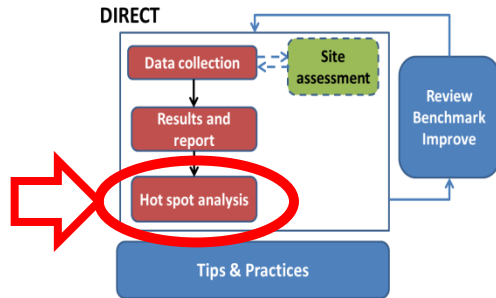 DIRECT
Data collection
Site
assessment
Results and
report
Hot spot analysis
Review
Benchmark
Improve
Tips & Practices